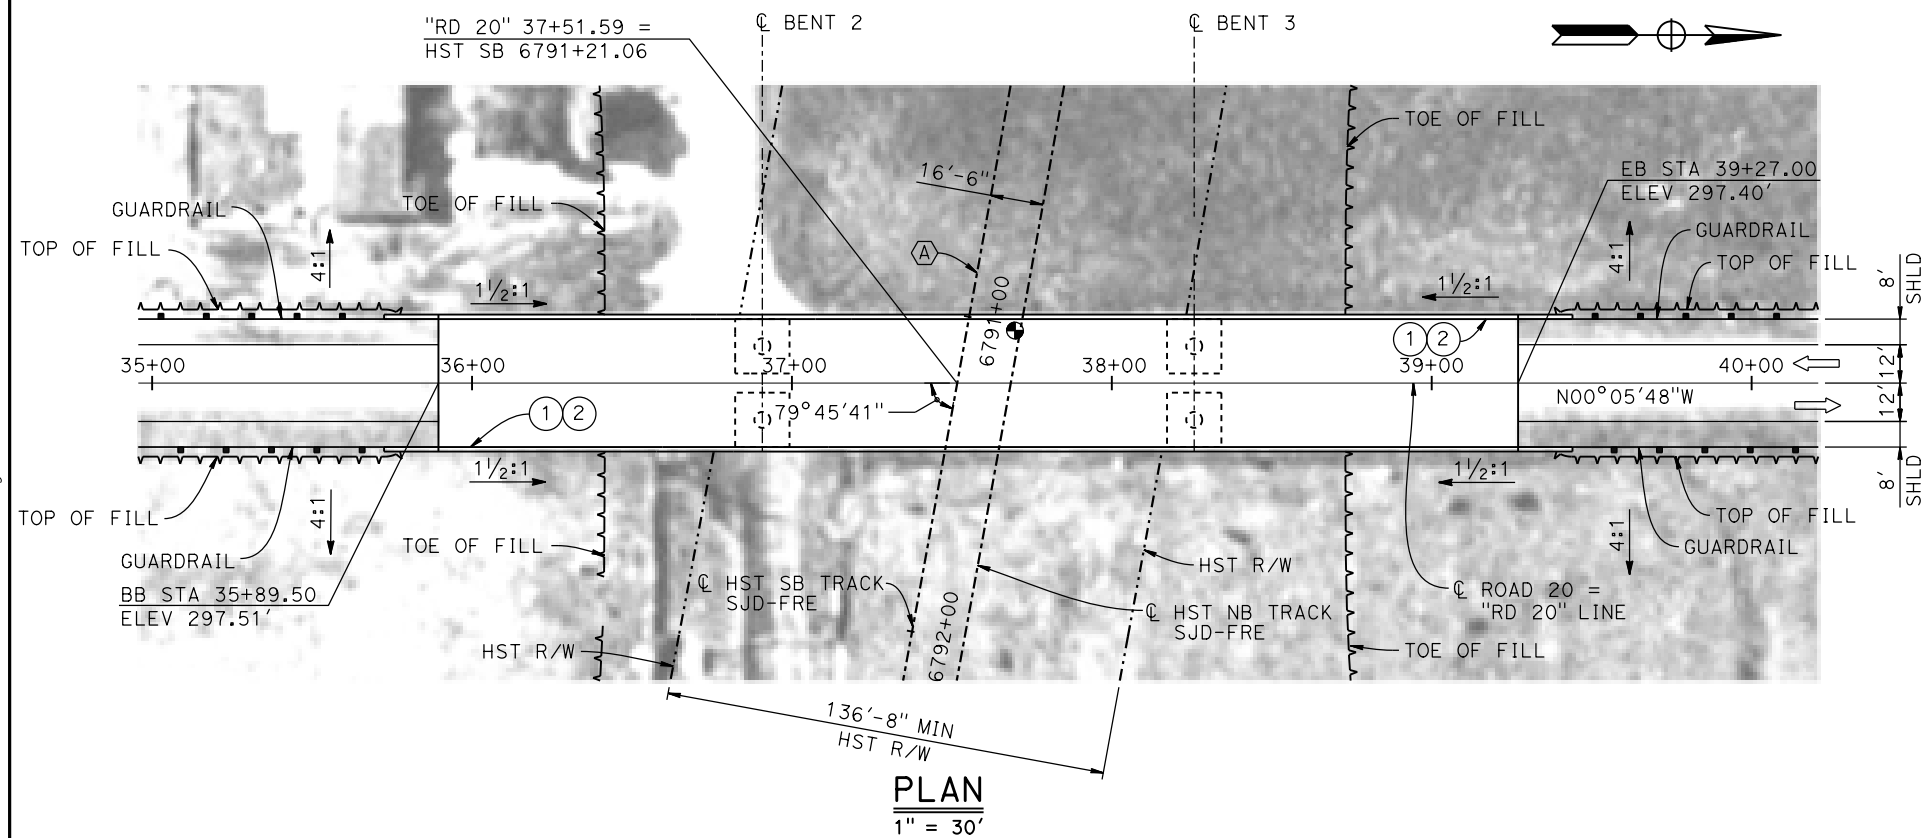 "RD 20" 37+51.59 =
HST SB 6791+21.06
℄ BENT 2
℄ BENT 3
TOE OF FILL
EB STA 39+27.00
ELEV 297.40'
16'-6"
GUARDRAIL
TOE OF FILL
TOP OF FILL
4:1
A
GUARDRAIL
4:1
TOP OF FILL
8'
SHLD
1½:1
1½:1
6791+00
1 2
35+00
36+00
37+00
38+00
39+00
40+00
12'
12'
79°45'41"
N00°05'48"W
1 2
1½:1
1½:1
8'
SHLD
TOP OF FILL
4:1
TOE OF FILL
GUARDRAIL
BB STA 35+89.50
ELEV 297.51'
℄ HST SB TRACK
SJD-FRE
HST R/W
6792+00
℄ HST NB TRACK
SJD-FRE
HST R/W
℄ ROAD 20 =
"RD 20" LINE
TOP OF FILL
4:1
GUARDRAIL
TOE OF FILL
136'-8" MIN
HST R/W
PLAN
1" = 30'